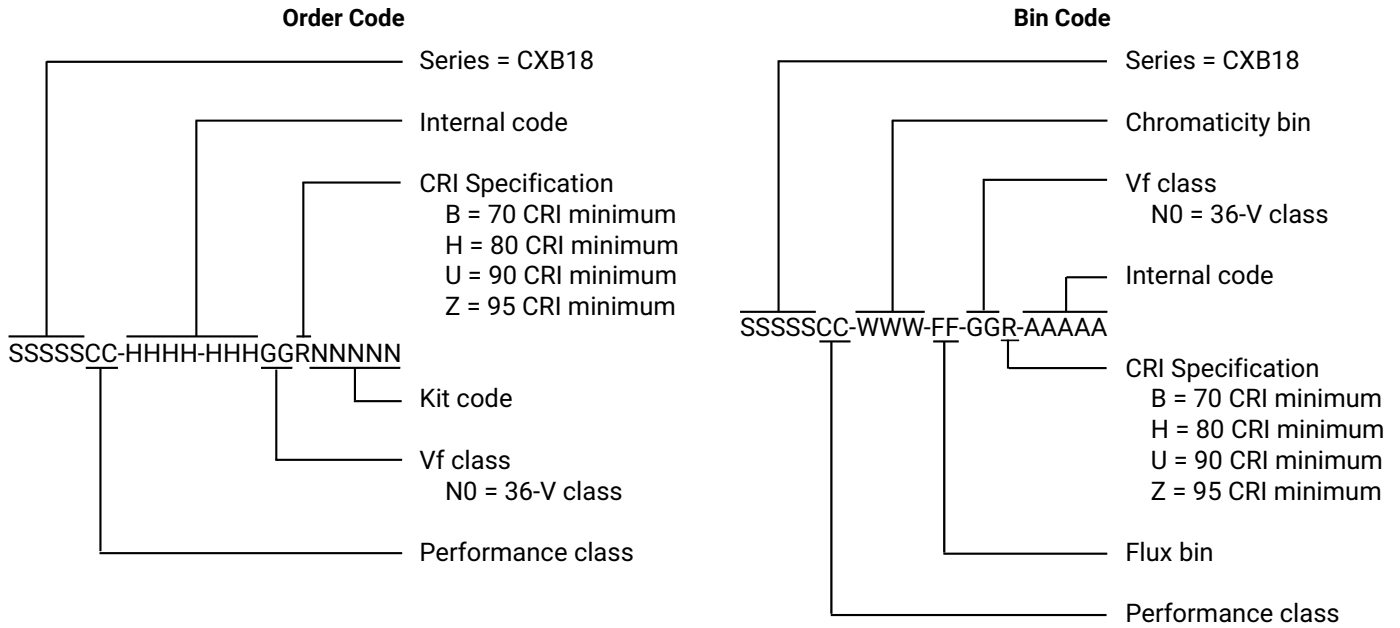 Order Code
Series = CXB18
Internal code
CRI Specification
B = 70 CRI minimum
H = 80 CRI minimum
U = 90 CRI minimum
Z = 95 CRI minimum
SSSSSCC-HHHH-HHHGGRNNNNN
Kit code
Vf class
N0 = 36-V class
Performance class
Bin Code
Series = CXB18
Chromaticity bin
Vf class
N0 = 36-V class
Internal code
SSSSSCC-WWW-FF-GGR-AAAAA
CRI Specification
B = 70 CRI minimum
H = 80 CRI minimum
U = 90 CRI minimum
Z = 95 CRI minimum
Flux bin
Performance class